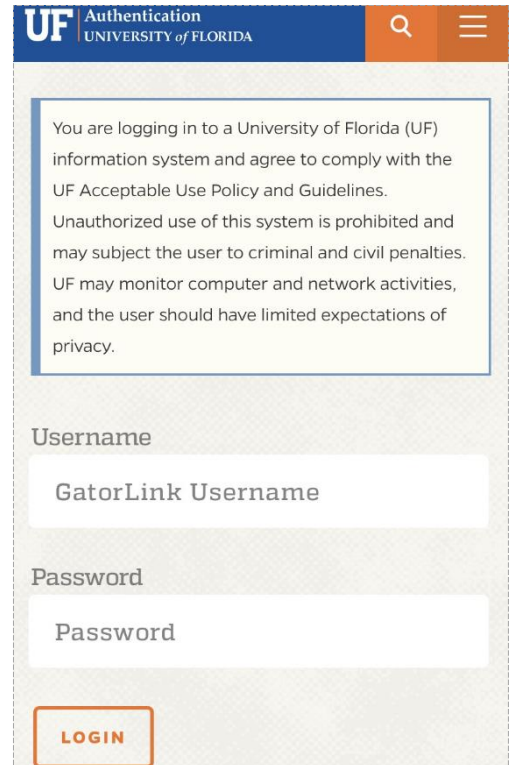 UF Authentication
UNIVERSITY of FLORIDA
You are logging in to a University of Florida (UF)
information system and agree to comply with the
UF Acceptable Use Policy and Guidelines.
Unauthorized use of this system is prohibited and
may subject the user to criminal and civil penalties.
UF may monitor computer and network activities,
and the user should have limited expectations of
privacy.
Username
GatorLink Username
Password
Password
LOGIN